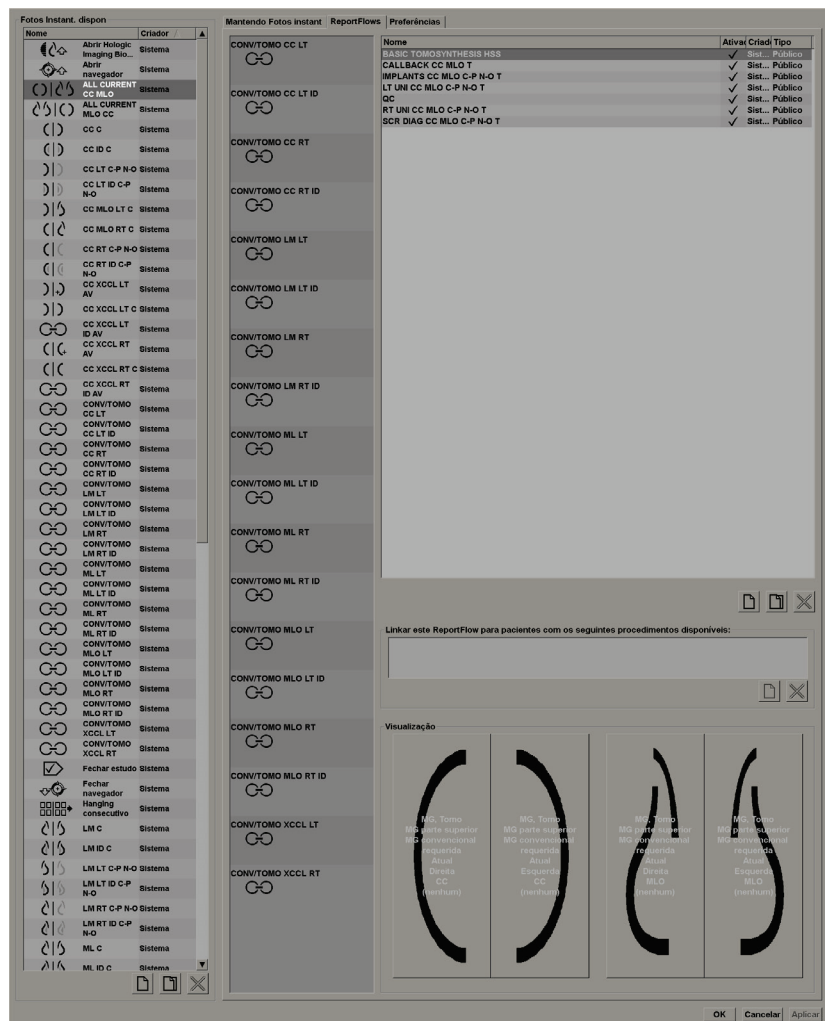 Fotos Instant. dispon
Nome Criador
Abrir Hologic
Imaging Bio... Sistema
Abrir
navegador Sistema
ALL CURRENT
CC MLO Sistema
ALL CURRENT
MLO CC Sistema
CC C Sistema
CC ID C Sistema
CC LT C-P N-O Sistema
CC LT ID C-P
N-O Sistema
CC MLO LT C Sistema
CC MLO RT C Sistema
CC RT C-P N-O Sistema
CC RT ID C-P
N-O Sistema
CC XCCL LT
AV Sistema
CC XCCL LT C Sistema
CC XCCL LT
ID AV Sistema
CC XCCL RT
AV Sistema
CC XCCL RT C Sistema
CC XCCL RT
ID AV Sistema
CONV/TOMO
CC LT Sistema
CONV/TOMO
CC LT ID Sistema
CONV/TOMO
CC RT Sistema
CONV/TOMO
CC RT ID Sistema
CONV/TOMO
LM LT Sistema
CONV/TOMO
LM LT ID Sistema
CONV/TOMO
LM RT Sistema
CONV/TOMO
LM RT ID Sistema
CONV/TOMO
ML LT Sistema
CONV/TOMO
ML LT ID Sistema
CONV/TOMO
ML RT Sistema
CONV/TOMO
ML RT ID Sistema
CONV/TOMO
MLO LT Sistema
CONV/TOMO
MLO LT ID Sistema
CONV/TOMO
MLO RT Sistema
CONV/TOMO
MLO RT ID Sistema
CONV/TOMO
XCCL LT Sistema
CONV/TOMO
XCCL RT Sistema
Fechar estudo Sistema
Fechar
navegador Sistema
Hanging
consecutivo Sistema
LM C Sistema
LM ID C Sistema
LM LT C-P N-O Sistema
LM LT ID C-P
N-O Sistema
LM RT C-P N-O Sistema
LM RT ID C-P
N-O Sistema
ML C Sistema
ML ID C Sistema
Mantendo Fotos instant ReportFlows Preferências
CONV/TOMO CC LT
CONV/TOMO CC LT ID
CONV/TOMO CC RT
CONV/TOMO CC RT ID
CONV/TOMO LM LT
CONV/TOMO LM LT ID
CONV/TOMO LM RT
CONV/TOMO LM RT ID
CONV/TOMO ML LT
CONV/TOMO ML LT ID
CONV/TOMO ML RT
CONV/TOMO ML RT ID
CONV/TOMO MLO LT
CONV/TOMO MLO LT ID
CONV/TOMO MLO RT
CONV/TOMO MLO RT ID
CONV/TOMO XCCL LT
CONV/TOMO XCCL RT
Nome Ativa Criad Tipo
BASIC TOMOSYNTHESIS HSS Sist... Público
CALLBACK CC MLO T Sist... Público
IMPLANTS CC MLO C-P N-O T Sist... Público
LT UNI CC MLO C-P N-O T Sist... Público
QC Sist... Público
RT UNI CC MLO C-P N-O T Sist... Público
SCR DIAG CC MLO C-P N-O T Sist... Público
Linkar este ReportFlow para pacientes com os seguintes procedimentos disponíveis:
Visualização
MG, Tomo
MG parte superior
MG convencional
requerida
Atual
Direita
CC
(nenhum)
MG, Tomo
MG parte superior
MG convencional
requerida
Atual
Esquerda
CC
(nenhum)
MG, Tomo
MG parte superior
MG convencional
requerida
Atual
Direita
MLO
(nenhum)
MG, Tomo
MG parte superior
MG convencional
requerida
Atual
Esquerda
MLO
(nenhum)
OK Cancelar Aplicar